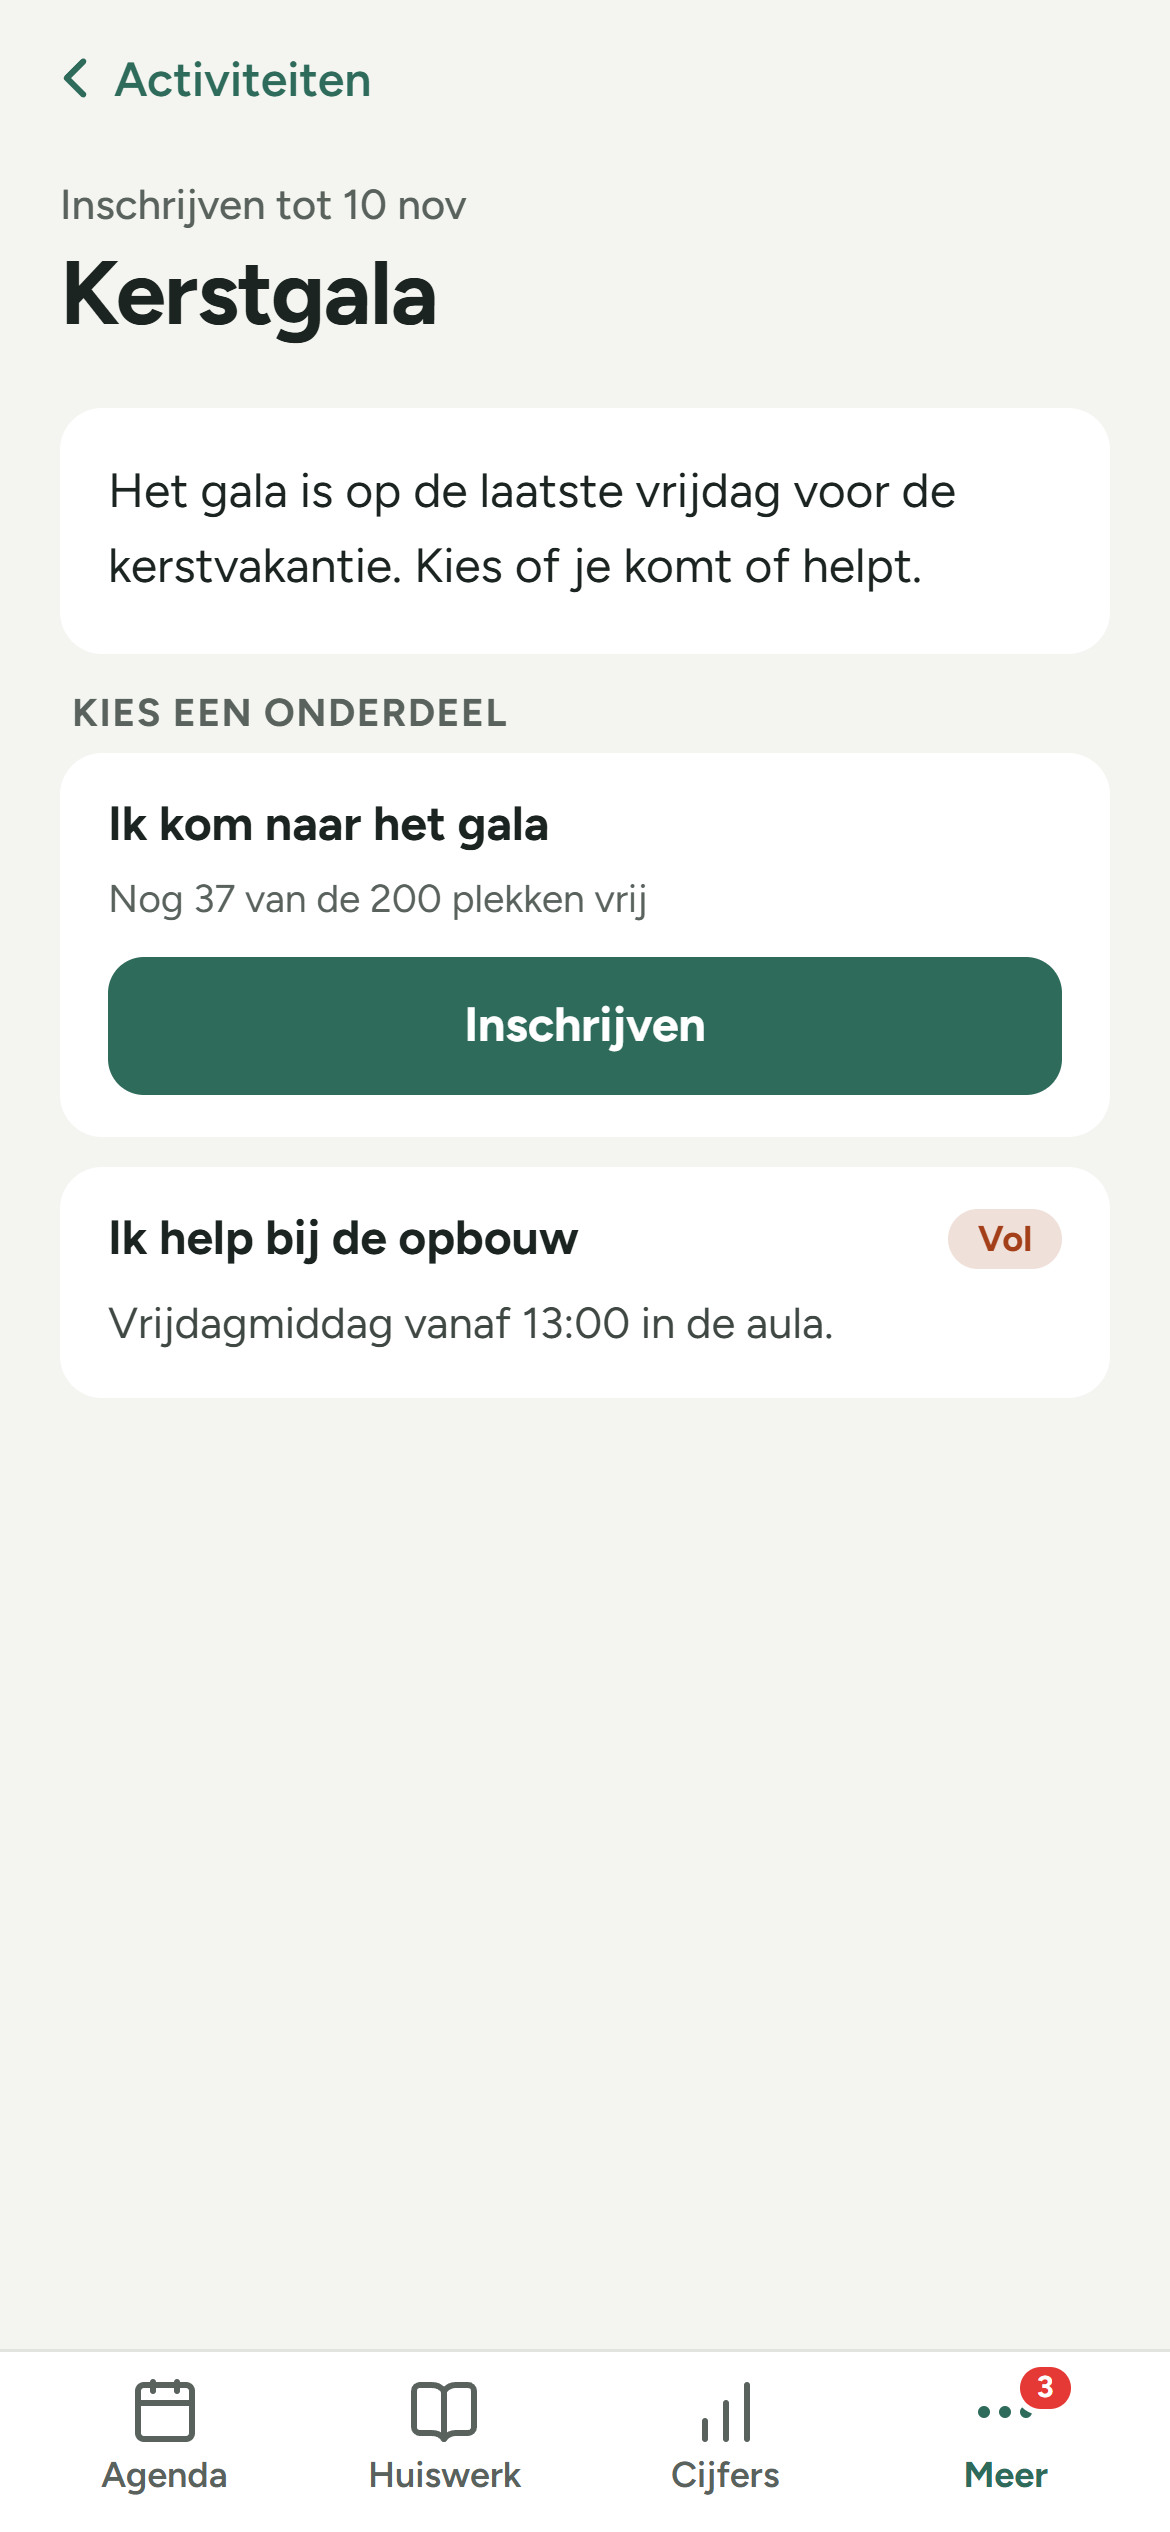 Activiteiten
Inschrijven tot 10 nov
Kerstgala
Het gala is op de laatste vrijdag voor de
kerstvakantie. Kies of je komt of helpt.
KIES EEN ONDERDEEL
Ik kom naar het gala
Nog 37 van de 200 plekken vrij
Inschrijven
Ik help bij de opbouw
Vol
Vrijdagmiddag vanaf 13:00 in de aula.
3
Agenda
Huiswerk
Cijfers
Meer